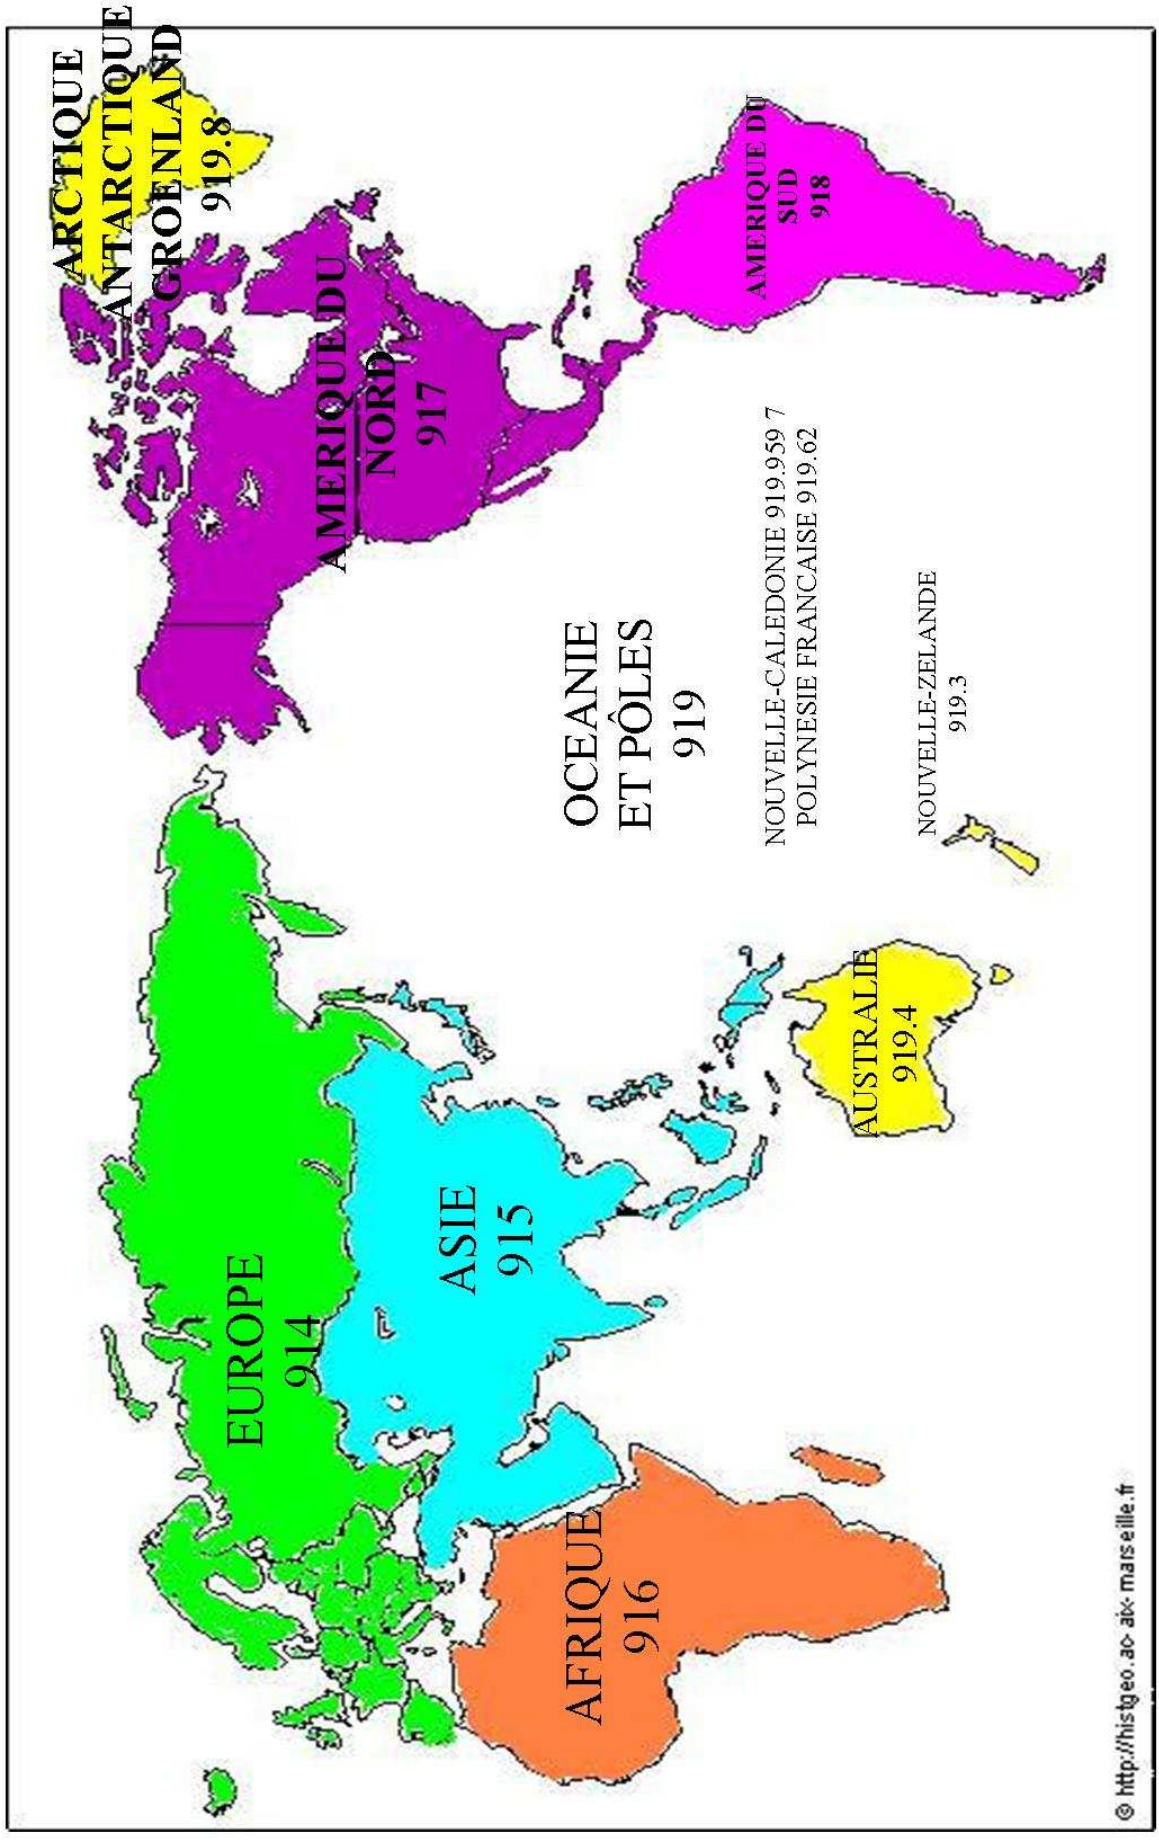 ARCTIQUE
ANTARCTIQUE
GROENLAND
919.8
AMERIQUE DU
NORD
917
AMERIQUE DU
SUD
918
EUROPE
914
ASIE
915
AFRIQUE
916
OCEANIE
ET PÔLES
919
NOUVELLE-CALEDONIE 919.959 7
POLYNESIE FRANCAISE 919.62
NOUVELLE-ZELANDE
919.3
AUSTRALIE
919.4
© http://histgeo.ac-aix-marseille.fr